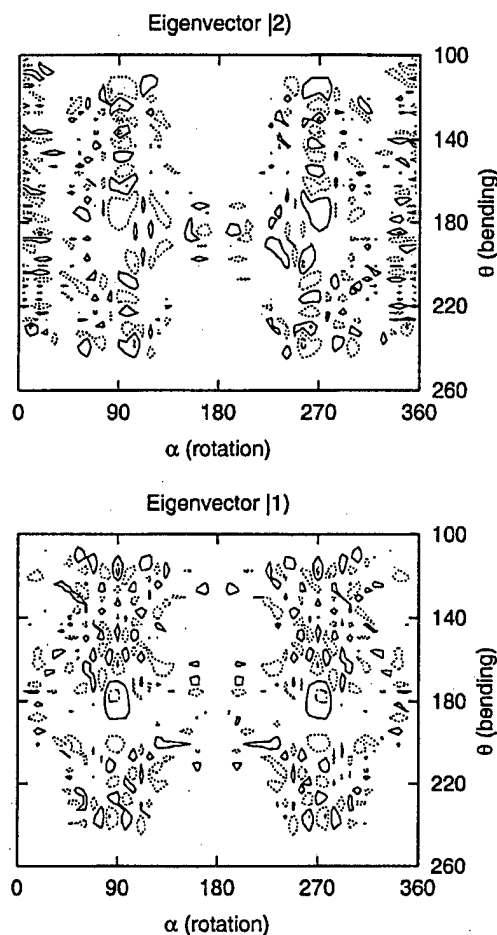 Eigenvector |2)
100
140
180
220
260
θ (bending)
0 90 180 270 360
α (rotation)
Eigenvector |1)
100
140
180
220
260
θ (bending)
0 90 180 270 360
α (rotation)